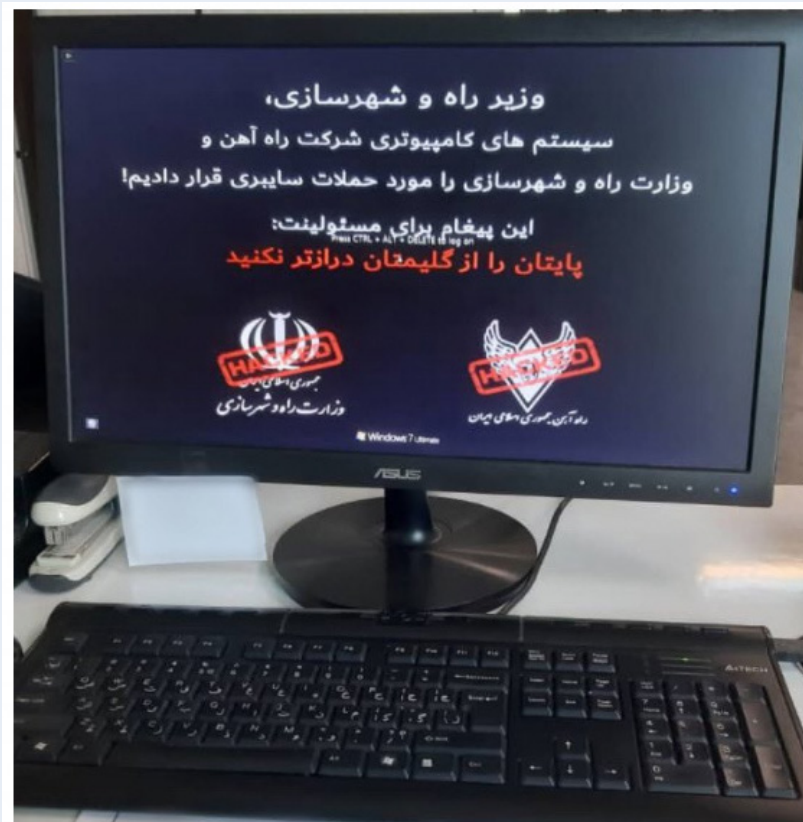 وزیر راه و شهرسازی،
سیستم های کامپیوتری شرکت راه آهن و
وزارت راه و شهرسازی را مورد حملات سایبری قرار دادیم!
این پیغام برای مسئولینت:
Press CTRL + ALT + DELETE to log on
پایتان را از گلیمتان درازتر نکنید
HACKED
HACKED
جمهوری اسلامی ایران
وزارت راه و شهرسازی
راه آهن جمهوری اسلامی ایران
Windows 7 Ultimate
ASUS
A4TECH